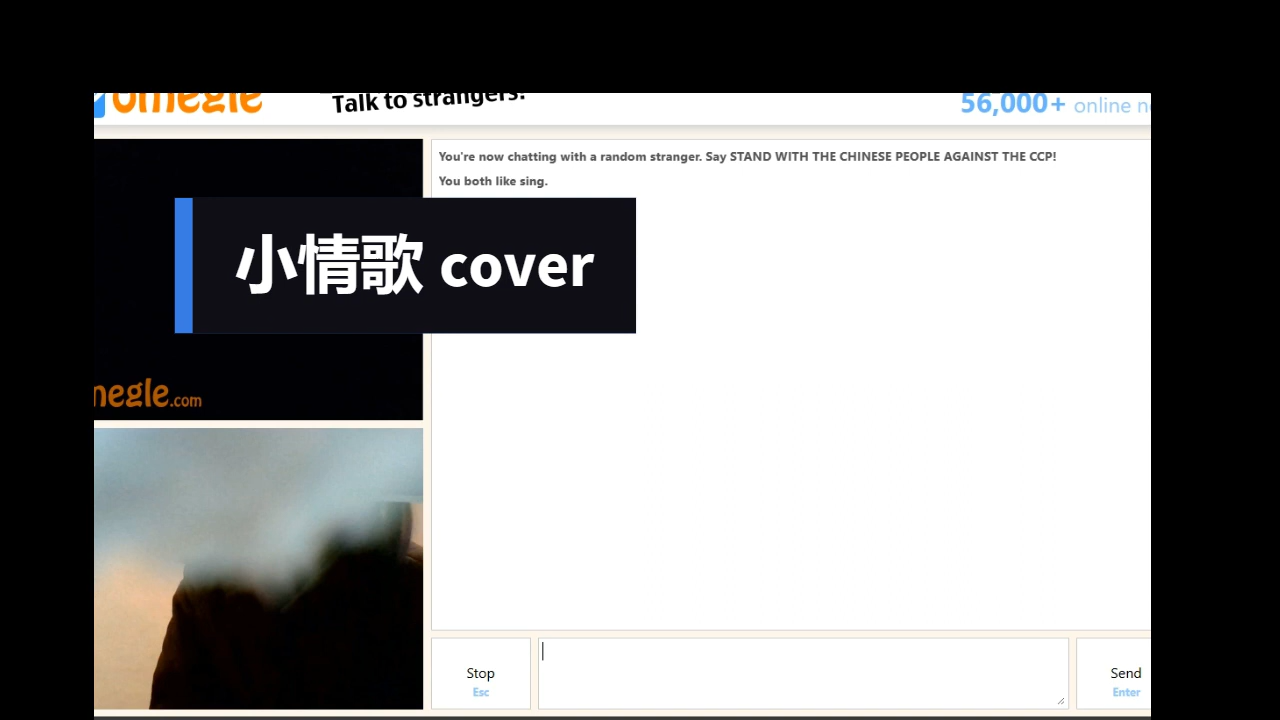 omegle
Talk to strangers!
56,000+ online
You're now chatting with a random stranger. Say STAND WITH THE CHINESE PEOPLE AGAINST THE CCP!
You both like sing.
小情歌 cover
megle.com
Stop
Esc
Send
Enter